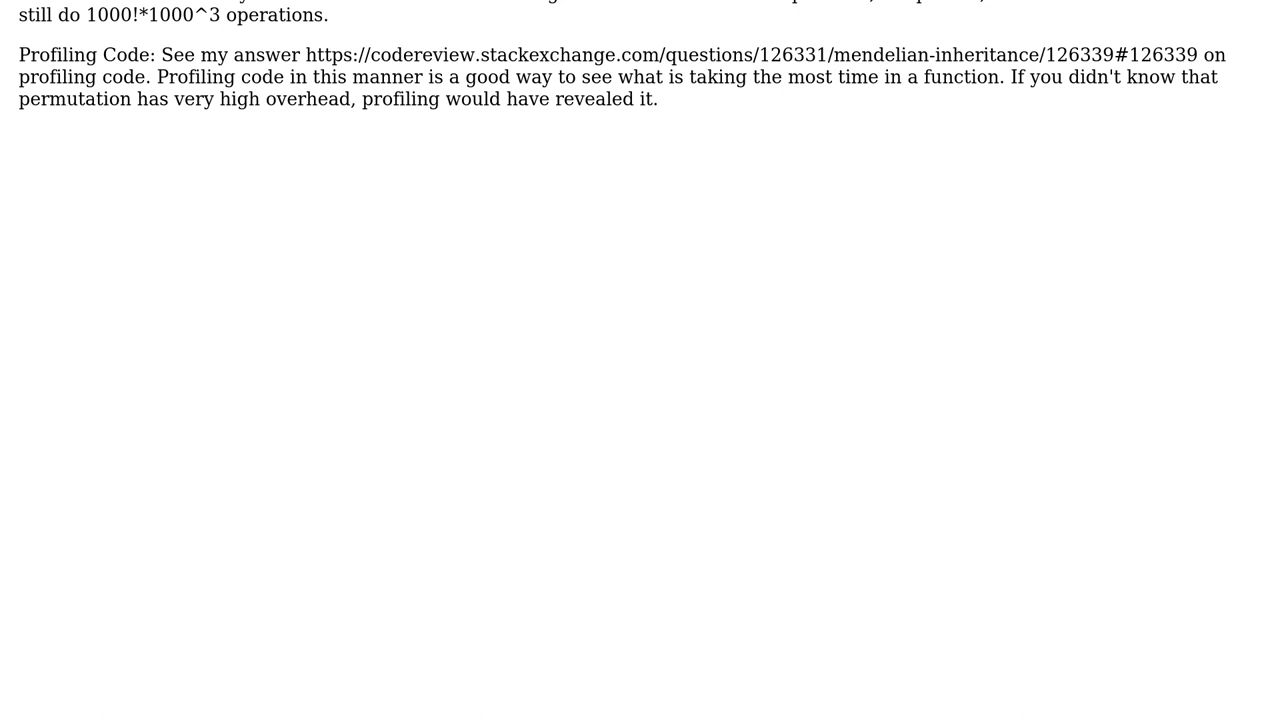 still do 1000!*1000^3 operations.
Profiling Code: See my answer https://codereview.stackexchange.com/questions/126331/mendelian-inheritance/126339#126339 on
profiling code. Profiling code in this manner is a good way to see what is taking the most time in a function. If you didn't know that
permutation has very high overhead, profiling would have revealed it.